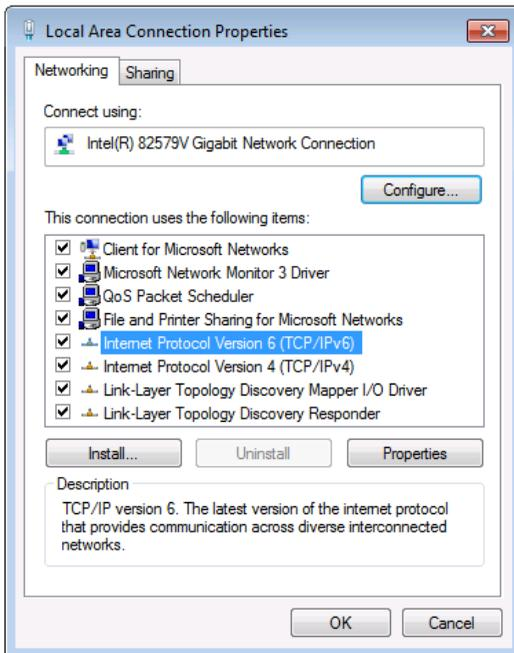 Local Area Connection Properties
Networking
Sharing
Connect using:
Intel(R) 82579V Gigabit Network Connection
Configure...
This connection uses the following items:
Client for Microsoft Networks
Microsoft Network Monitor 3 Driver
QoS Packet Scheduler
File and Printer Sharing for Microsoft Networks
Internet Protocol Version 6 (TCP/IPv6)
Internet Protocol Version 4 (TCP/IPv4)
Link-Layer Topology Discovery Mapper I/O Driver
Link-Layer Topology Discovery Responder
Install...
Uninstall
Properties
Description
TCP/IP version 6. The latest version of the internet protocol
that provides communication across diverse interconnected
networks.
OK
Cancel